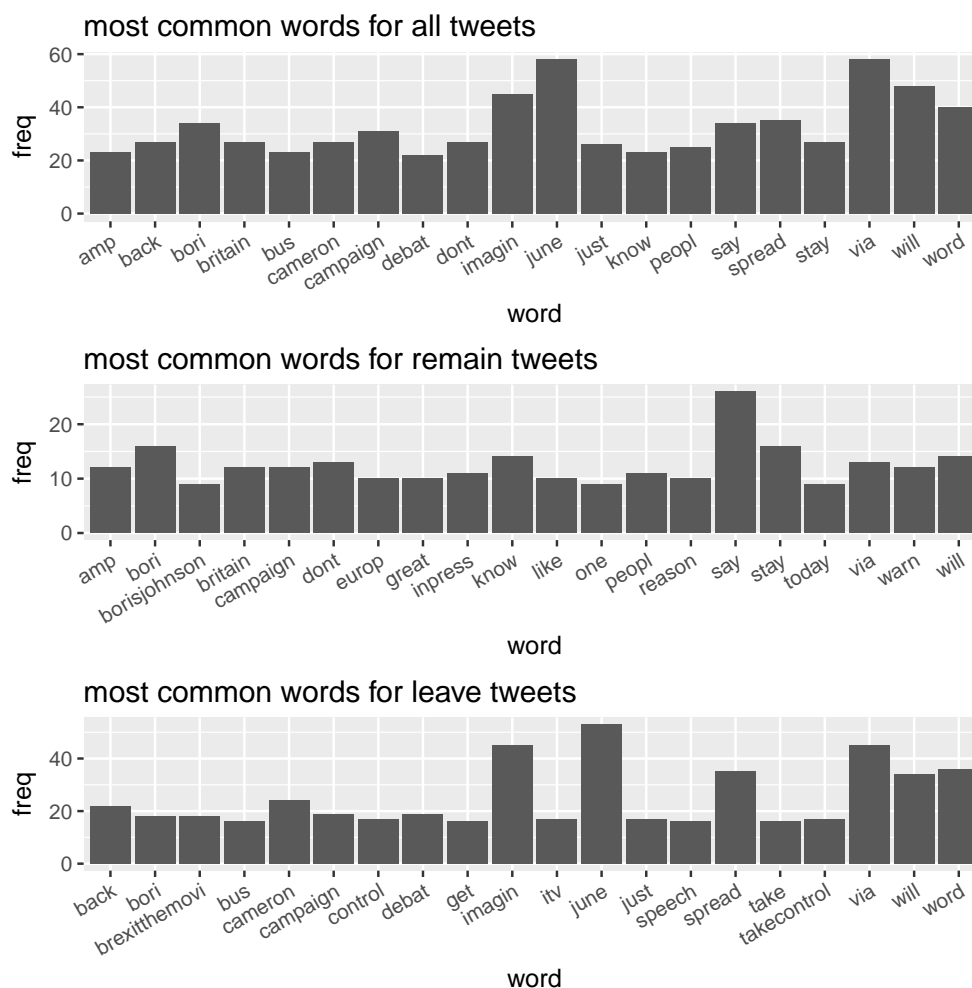 most common words for all tweets
60
40
20
0
freq
amp back bori britain bus cameron campaign debat dont imagin june just know peopl say spread stay via will word
word
most common words for remain tweets
20
10
0
freq
amp bori borisjohnson britain campaign dont europ great inpress know like one peopl reason say stay today via warn will
word
most common words for leave tweets
40
20
0
freq
back bori brexitthemovi bus cameron campaign control debat get imagin itv june just speech spread take takecontrol via will word
word